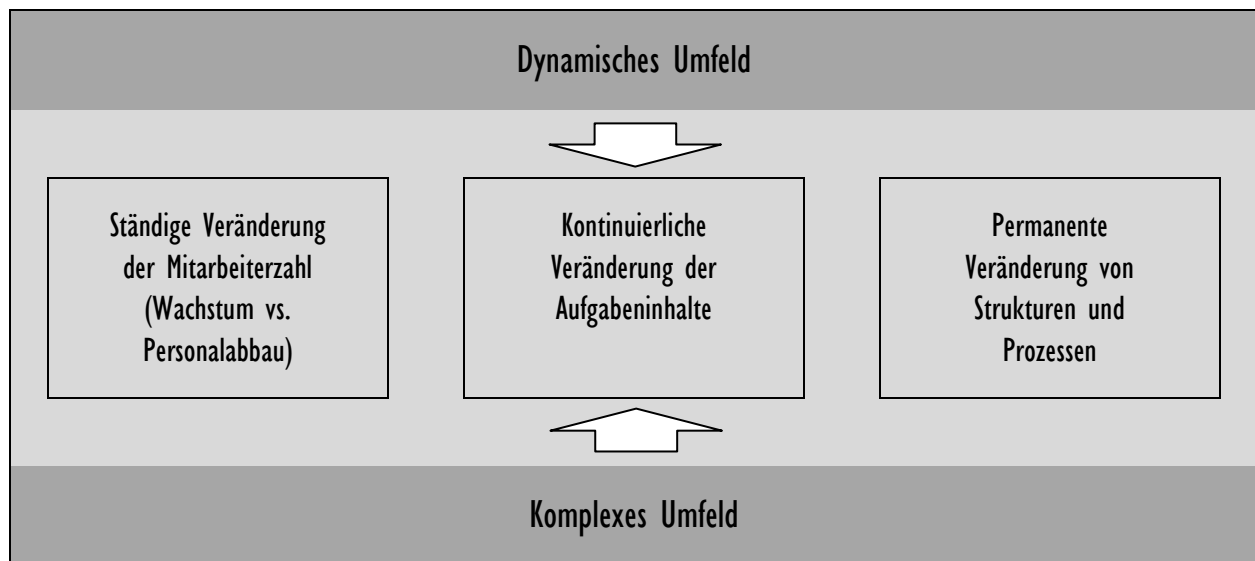 Dynamisches Umfeld
Ständige Veränderung
der Mitarbeiterzahl
(Wachstum vs.
Personalabbau)
Kontinuierliche
Veränderung der
Aufgabeninhalte
Permanente
Veränderung von
Strukturen und
Prozessen
Komplexes Umfeld